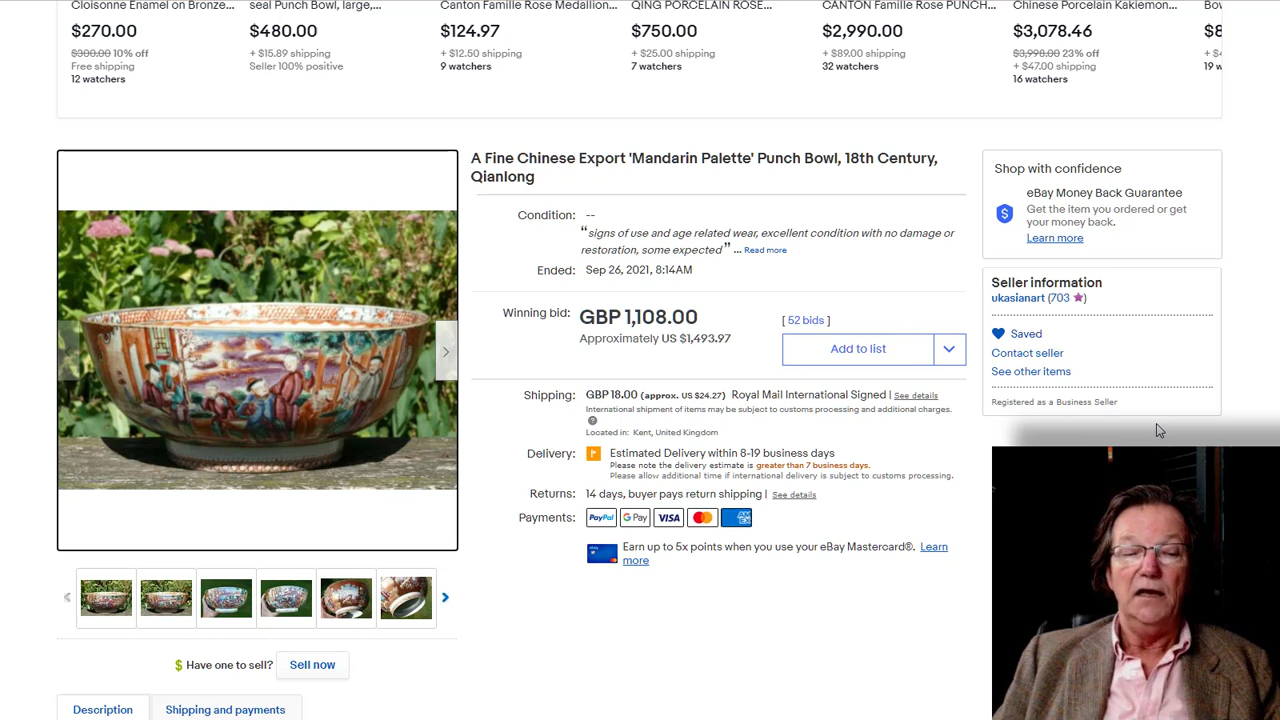 Cloisonne Enamel on Bronze...
seal Punch Bowl, large,...
Canton Famille Rose Medallion...
QING PORCELAIN ROSE...
CANTON Famille Rose PUNCH...
Chinese Porcelain Kakiemon...
$270.00
$480.00
$124.97
$750.00
$2,990.00
$3,078.46
$300.00 10% off
+ $15.89 shipping
+ $12.50 shipping
+ $25.00 shipping
+ $89.00 shipping
$3,998.00 23% off
Free shipping
Seller 100% positive
9 watchers
7 watchers
32 watchers
+ $47.00 shipping
12 watchers
16 watchers
A Fine Chinese Export 'Mandarin Palette' Punch Bowl, 18th Century,
Qianlong
Condition: --
“signs of use and age related wear, excellent condition with no damage or
restoration, some expected” ... Read more
Ended: Sep 26, 2021, 8:14AM
Winning bid: GBP 1,108.00 [ 52 bids ]
Approximately US $1,493.97
Add to list
Shipping: GBP 18.00 (approx. US $24.27) Royal Mail International Signed | See details
International shipment of items may be subject to customs processing and additional charges.
Located in: Kent, United Kingdom
Delivery: Estimated Delivery within 8-19 business days
Please note the delivery estimate is greater than 7 business days.
Please allow additional time if international delivery is subject to customs processing.
Returns: 14 days, buyer pays return shipping | See details
Payments: PayPal G Pay VISA
Earn up to 5x points when you use your eBay Mastercard®. Learn
more
Shop with confidence
eBay Money Back Guarantee
Get the item you ordered or get
your money back.
Learn more
Seller information
ukasianart (703 )
Saved
Contact seller
See other items
Registered as a Business Seller
Have one to sell? Sell now
Description
Shipping and payments